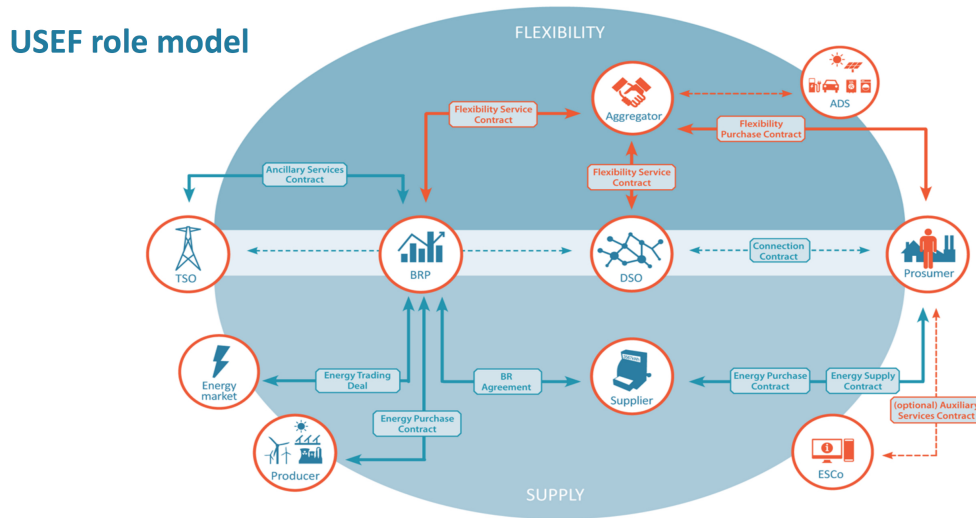 USEF role model
FLEXIBILITY
ADS
Aggregator
Flexibility Service
Contract
Flexibility
Purchase Contract
Ancillary Services
Contract
Flexibility Service
Contract
TSO
BRP
DSO
Connection
Contract
Prosumer
Energy
market
Energy Trading
Deal
BR
Agreement
Supplier
Energy Purchase
Contract
Energy Supply
Contract
Energy Purchase
Contract
(optional) Auxiliary
Services Contract
Producer
ESCo
SUPPLY